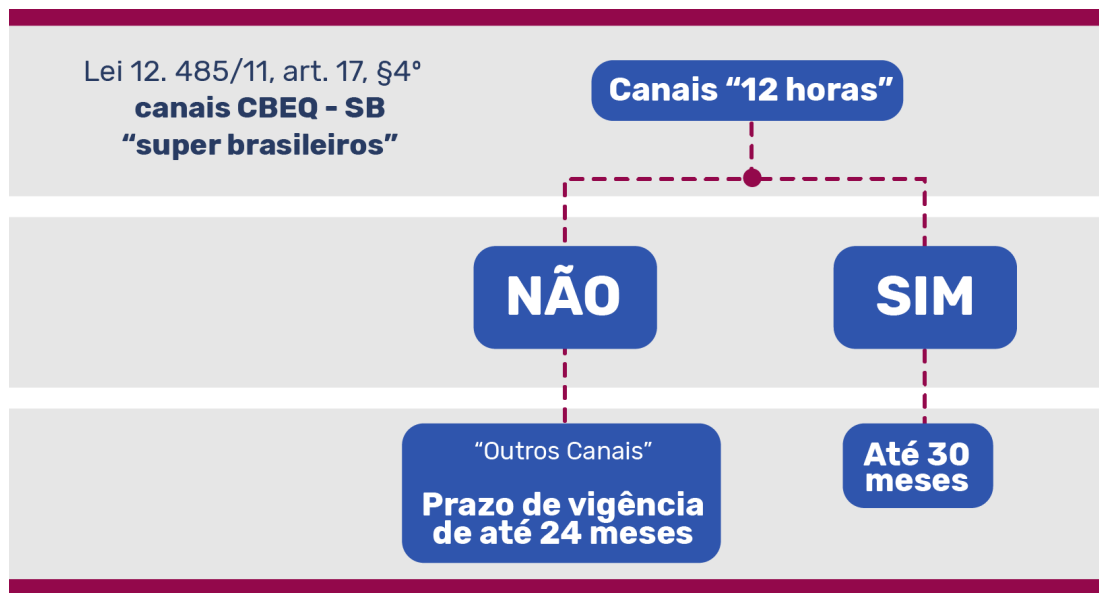 Lei 12. 485/11, art. 17, §4º
canais CBEQ - SB
“super brasileiros”
Canais “12 horas”
NÃO
SIM
“Outros Canais”
Prazo de vigência
de até 24 meses
Até 30
meses